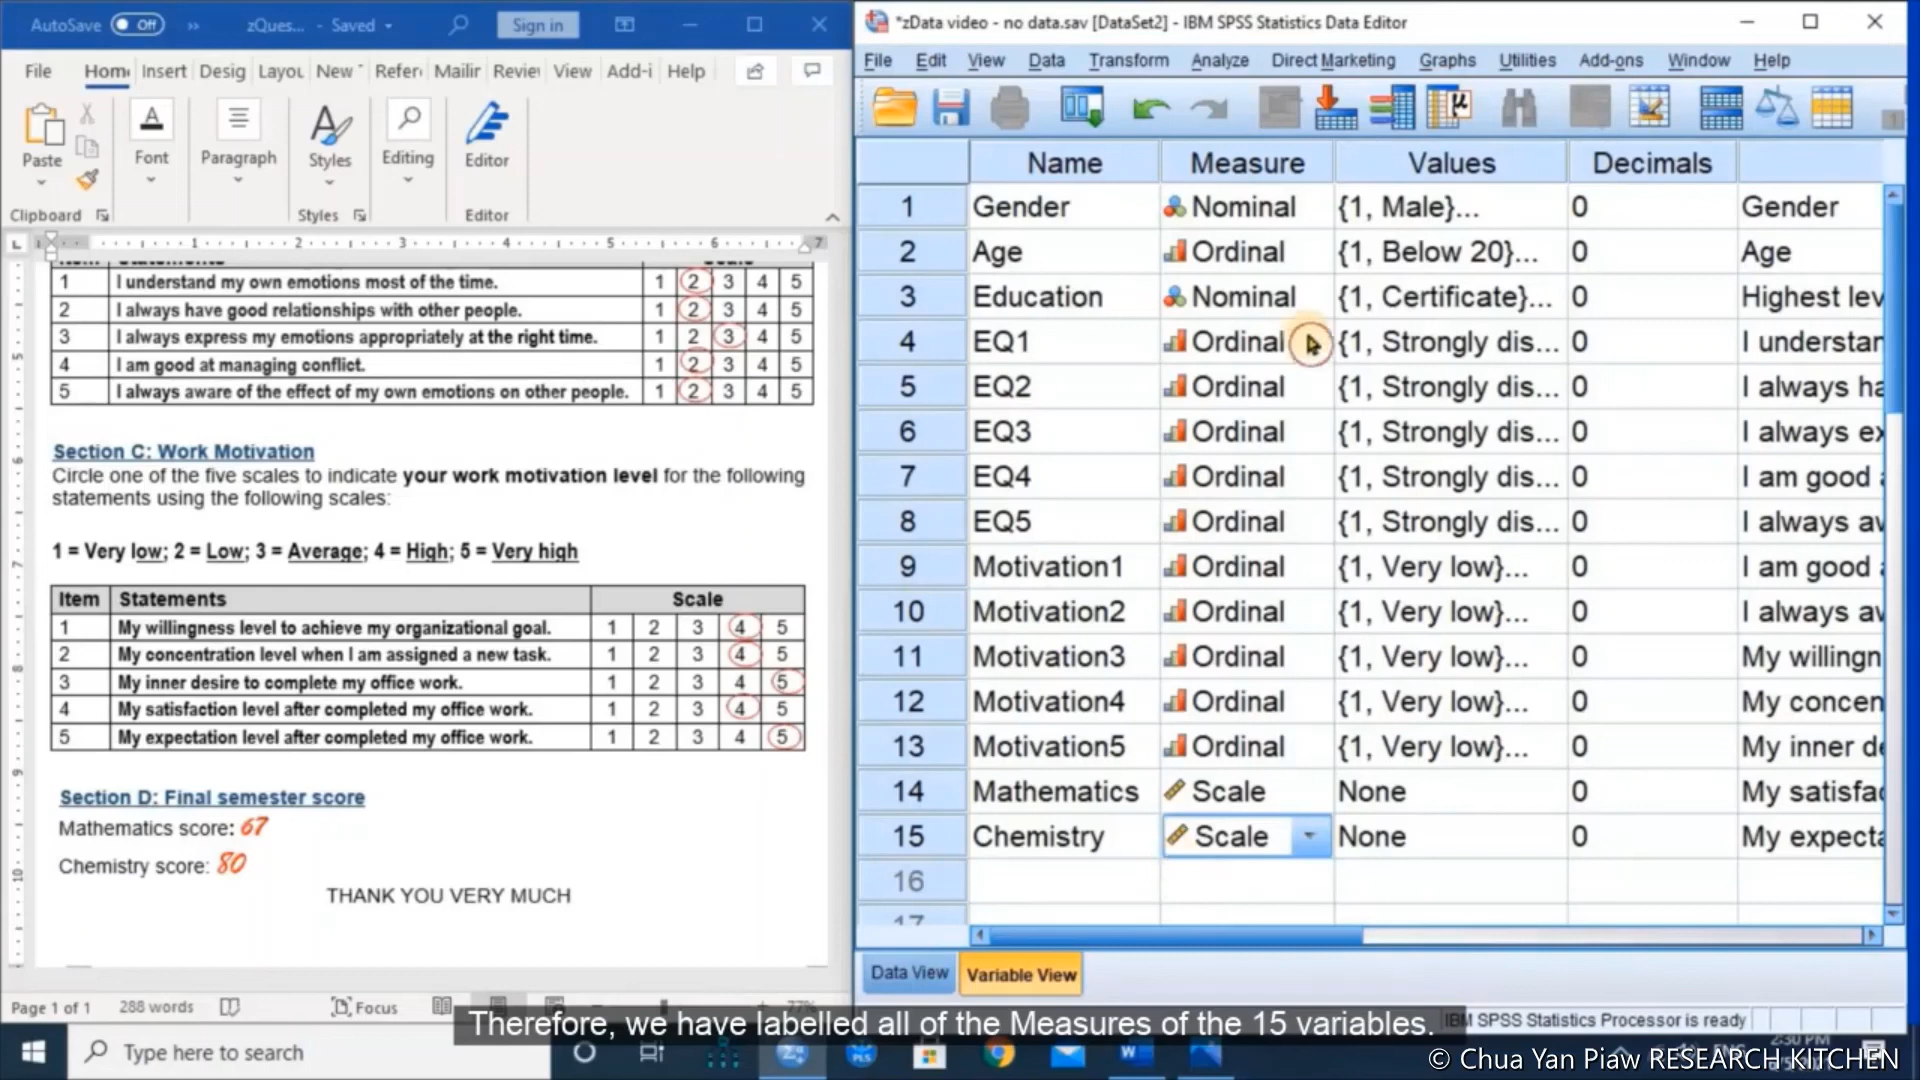 AutoSave Off » zQues... - Saved Sign in
File Home Insert Desig Layou New Refer Mailin Review View Add-i Help
Paste Font Paragraph Styles Editing Editor
Clipboard Styles Editor
1 2 3 4 5 6 7
1 I understand my own emotions most of the time. 1 2 3 4 5
2 I always have good relationships with other people. 1 2 3 4 5
3 I always express my emotions appropriately at the right time. 1 2 3 4 5
4 I am good at managing conflict. 1 2 3 4 5
5 I always aware of the effect of my own emotions on other people. 1 2 3 4 5
Section C: Work Motivation
Circle one of the five scales to indicate your work motivation level for the following
statements using the following scales:
1 = Very low; 2 = Low; 3 = Average; 4 = High; 5 = Very high
Item Statements Scale
1 My willingness level to achieve my organizational goal. 1 2 3 4 5
2 My concentration level when I am assigned a new task. 1 2 3 4 5
3 My inner desire to complete my office work. 1 2 3 4 5
4 My satisfaction level after completed my office work. 1 2 3 4 5
5 My expectation level after completed my office work. 1 2 3 4 5
Section D: Final semester score
Mathematics score: 67
Chemistry score: 80
THANK YOU VERY MUCH
Page 1 of 1 288 words Focus 77%
*zData video - no data.sav [DataSet2] - IBM SPSS Statistics Data Editor
File Edit View Data Transform Analyze Direct Marketing Graphs Utilities Add-ons Window Help
Name Measure Values Decimals
1 Gender Nominal {1, Male}... 0 Gender
2 Age Ordinal {1, Below 20}... 0 Age
3 Education Nominal {1, Certificate}... 0 Highest lev
4 EQ1 Ordinal {1, Strongly dis... 0 I understan
5 EQ2 Ordinal {1, Strongly dis... 0 I always ha
6 EQ3 Ordinal {1, Strongly dis... 0 I always ex
7 EQ4 Ordinal {1, Strongly dis... 0 I am good
8 EQ5 Ordinal {1, Strongly dis... 0 I always aw
9 Motivation1 Ordinal {1, Very low}... 0 I am good
10 Motivation2 Ordinal {1, Very low}... 0 I always aw
11 Motivation3 Ordinal {1, Very low}... 0 My willingn
12 Motivation4 Ordinal {1, Very low}... 0 My concen
13 Motivation5 Ordinal {1, Very low}... 0 My inner de
14 Mathematics Scale None 0 My satisfac
15 Chemistry Scale None 0 My expecta
16
17
Data View Variable View
IBM SPSS Statistics Processor is ready
Therefore, we have labelled all of the Measures of the 15 variables.
Type here to search
2:30 PM
© Chua Yan Piaw RESEARCH KITCHEN